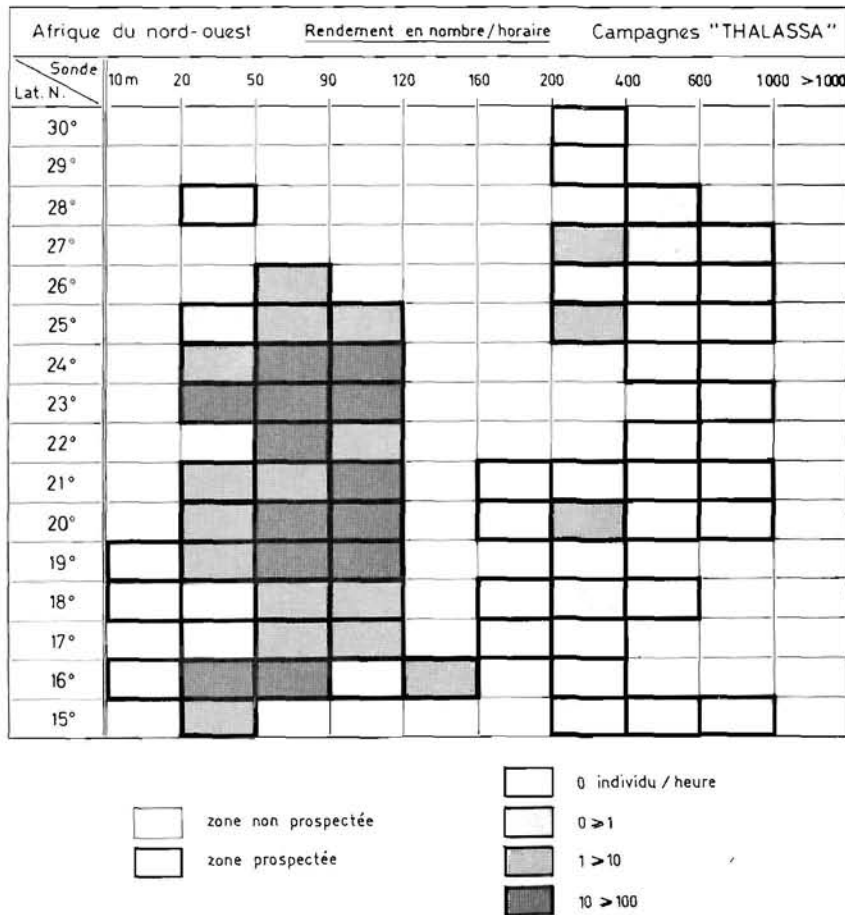 Afrique du nord-ouest Rendement en nombre/horaire Campagnes "THALASSA"
Sonde
Lat. N.
10 m 20 50 90 120 160 200 400 600 1000 >1000
30°
29°
28°
27°
26°
25°
24°
23°
22°
21°
20°
19°
18°
17°
16°
15°
zone non prospectée
zone prospectée
0 individu / heure
0 ⩾ 1
1 > 10
10 > 100